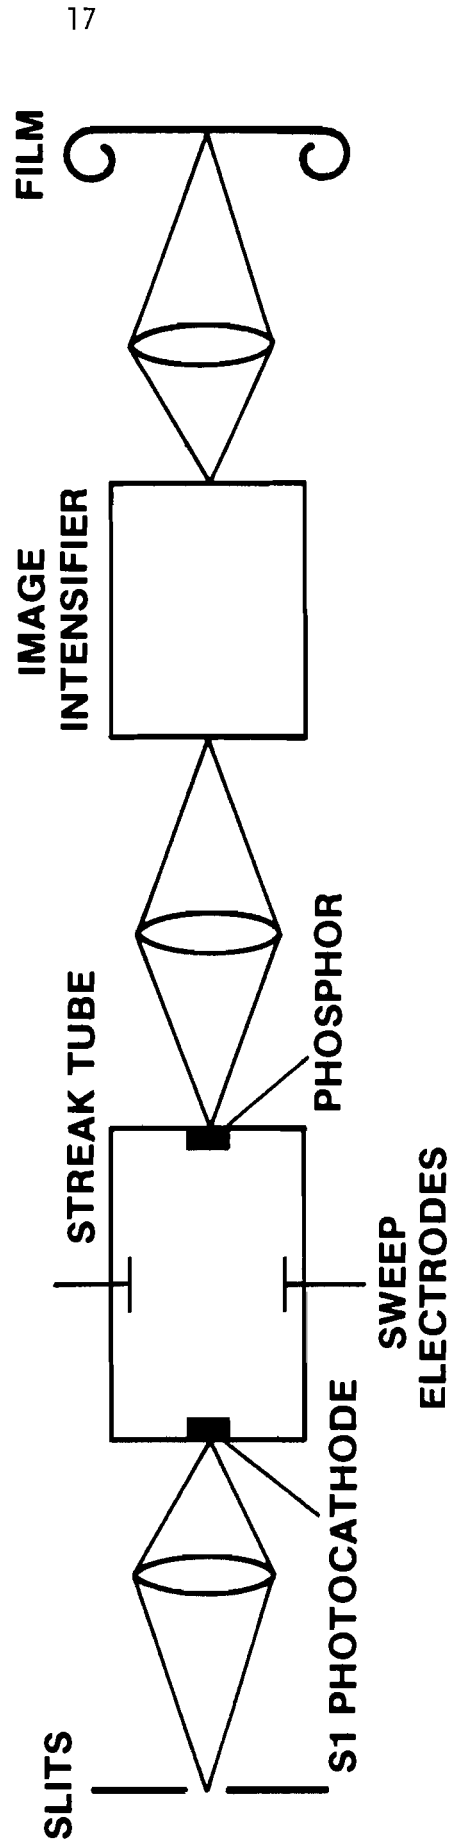 17
SLITS
S1 PHOTOCATHODE
SWEEP
ELECTRODES
STREAK TUBE
PHOSPHOR
IMAGE
INTENSIFIER
FILM